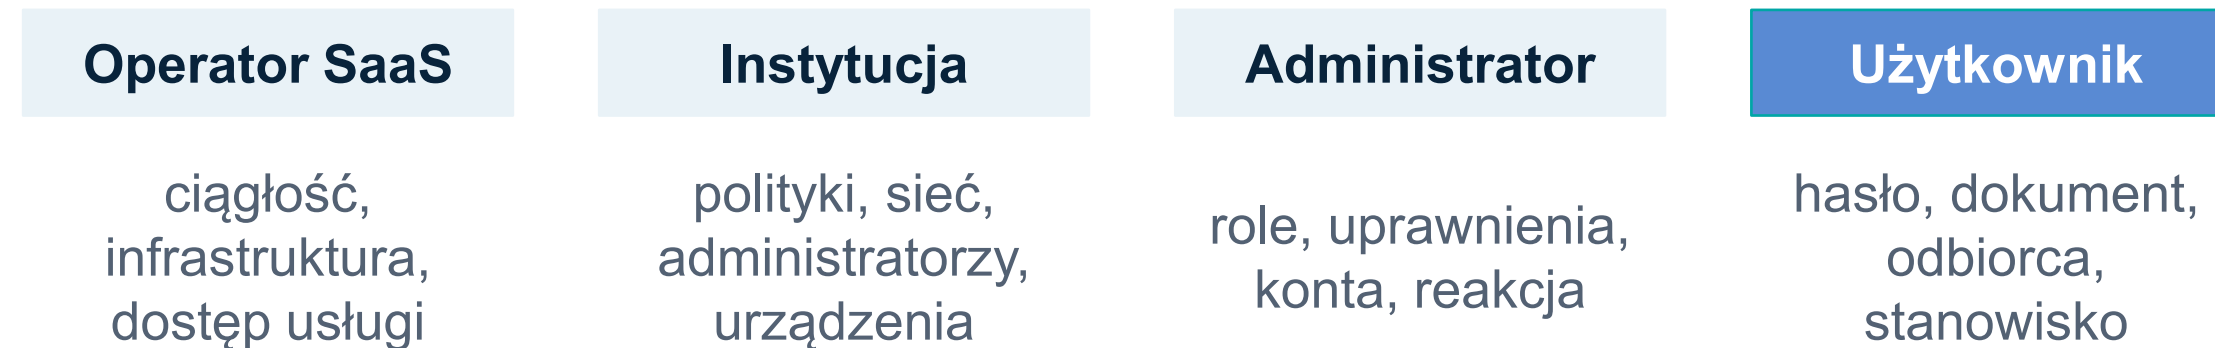 Operator SaaS
ciągłość,
infrastruktura,
dostęp usługi
Instytucja
polityki, sieć,
administratorzy,
urządzenia
Administrator
role, uprawnienia,
konta, reakcja
Użytkownik
hasło, dokument,
odbiorca,
stanowisko